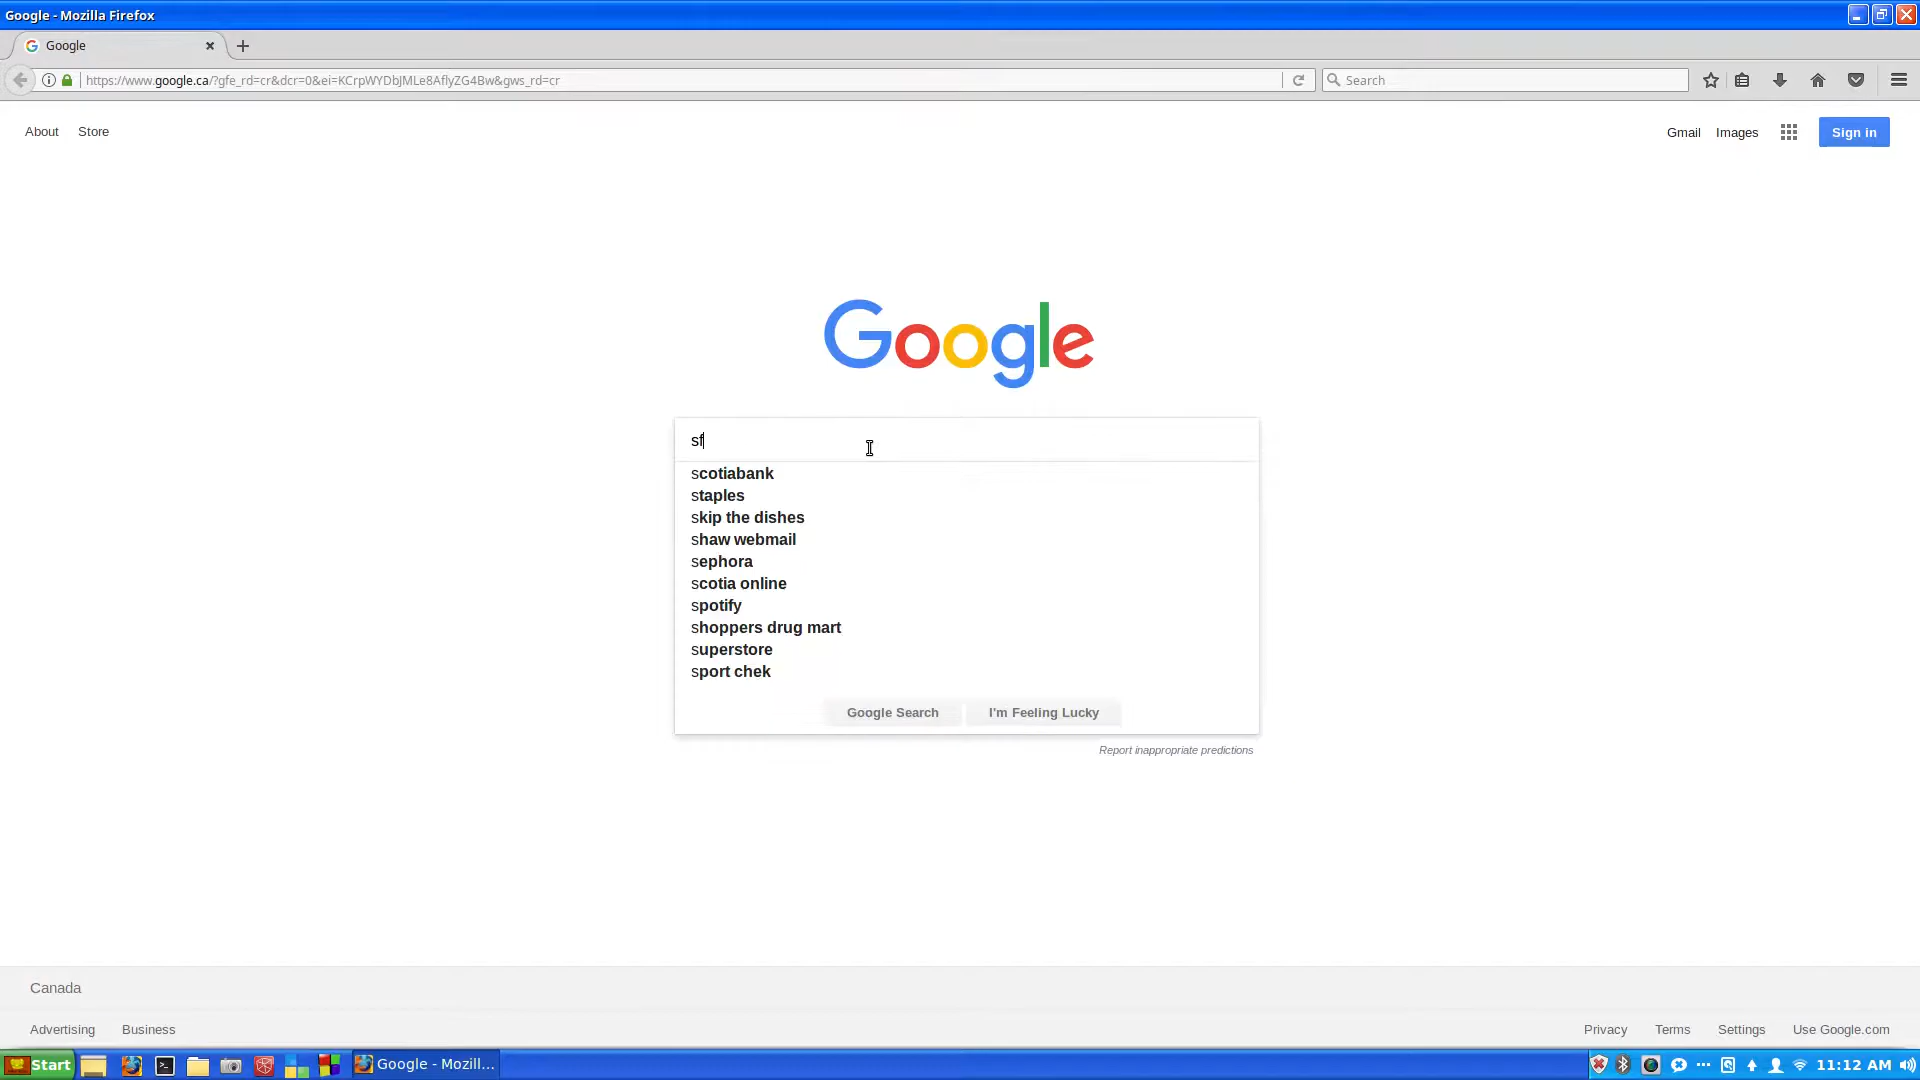 Google - Mozilla Firefox
Google
https://www.google.ca/?gfe_rd=cr&dcr=0&ei=KCrpWYDbJMLe8AflyZG4Bw&gws_rd=cr
Search
About Store
Gmail Images Sign in
Google
sf
scotiabank
staples
skip the dishes
shaw webmail
sephora
scotia online
spotify
shoppers drug mart
superstore
sport chek
Google Search I'm Feeling Lucky
Report inappropriate predictions
Canada
Advertising Business Privacy Terms Settings Use Google.com
Start Google - Mozill... 11:12 AM